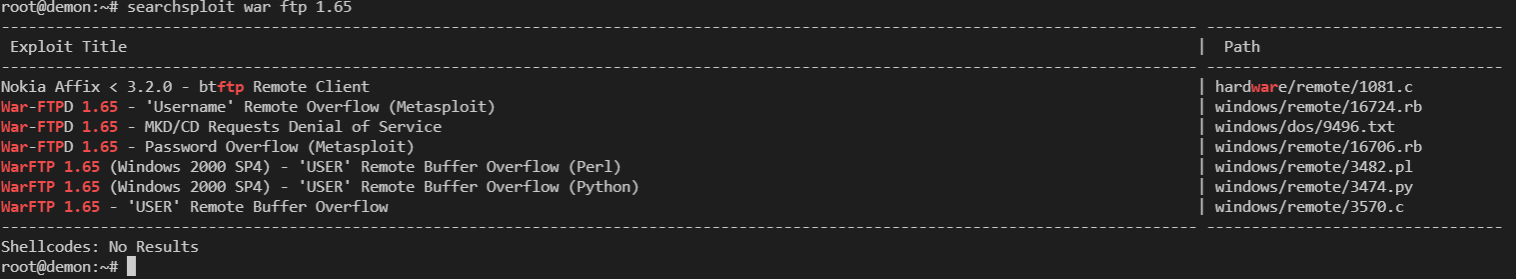 root@demon:~# searchsploit war ftp 1.65
------------------------------------------------------------------------------------------------------------------------------------ ---------------------------------
 Exploit Title                                                                                                                      |  Path
------------------------------------------------------------------------------------------------------------------------------------ ---------------------------------
Nokia Affix < 3.2.0 - btftp Remote Client                                                                                           | hardware/remote/1081.c
War-FTPD 1.65 - 'Username' Remote Overflow (Metasploit)                                                                             | windows/remote/16724.rb
War-FTPD 1.65 - MKD/CD Requests Denial of Service                                                                                   | windows/dos/9496.txt
War-FTPD 1.65 - Password Overflow (Metasploit)                                                                                      | windows/remote/16706.rb
WarFTP 1.65 (Windows 2000 SP4) - 'USER' Remote Buffer Overflow (Perl)                                                               | windows/remote/3482.pl
WarFTP 1.65 (Windows 2000 SP4) - 'USER' Remote Buffer Overflow (Python)                                                             | windows/remote/3474.py
WarFTP 1.65 - 'USER' Remote Buffer Overflow                                                                                         | windows/remote/3570.c
------------------------------------------------------------------------------------------------------------------------------------ ---------------------------------
Shellcodes: No Results
root@demon:~#